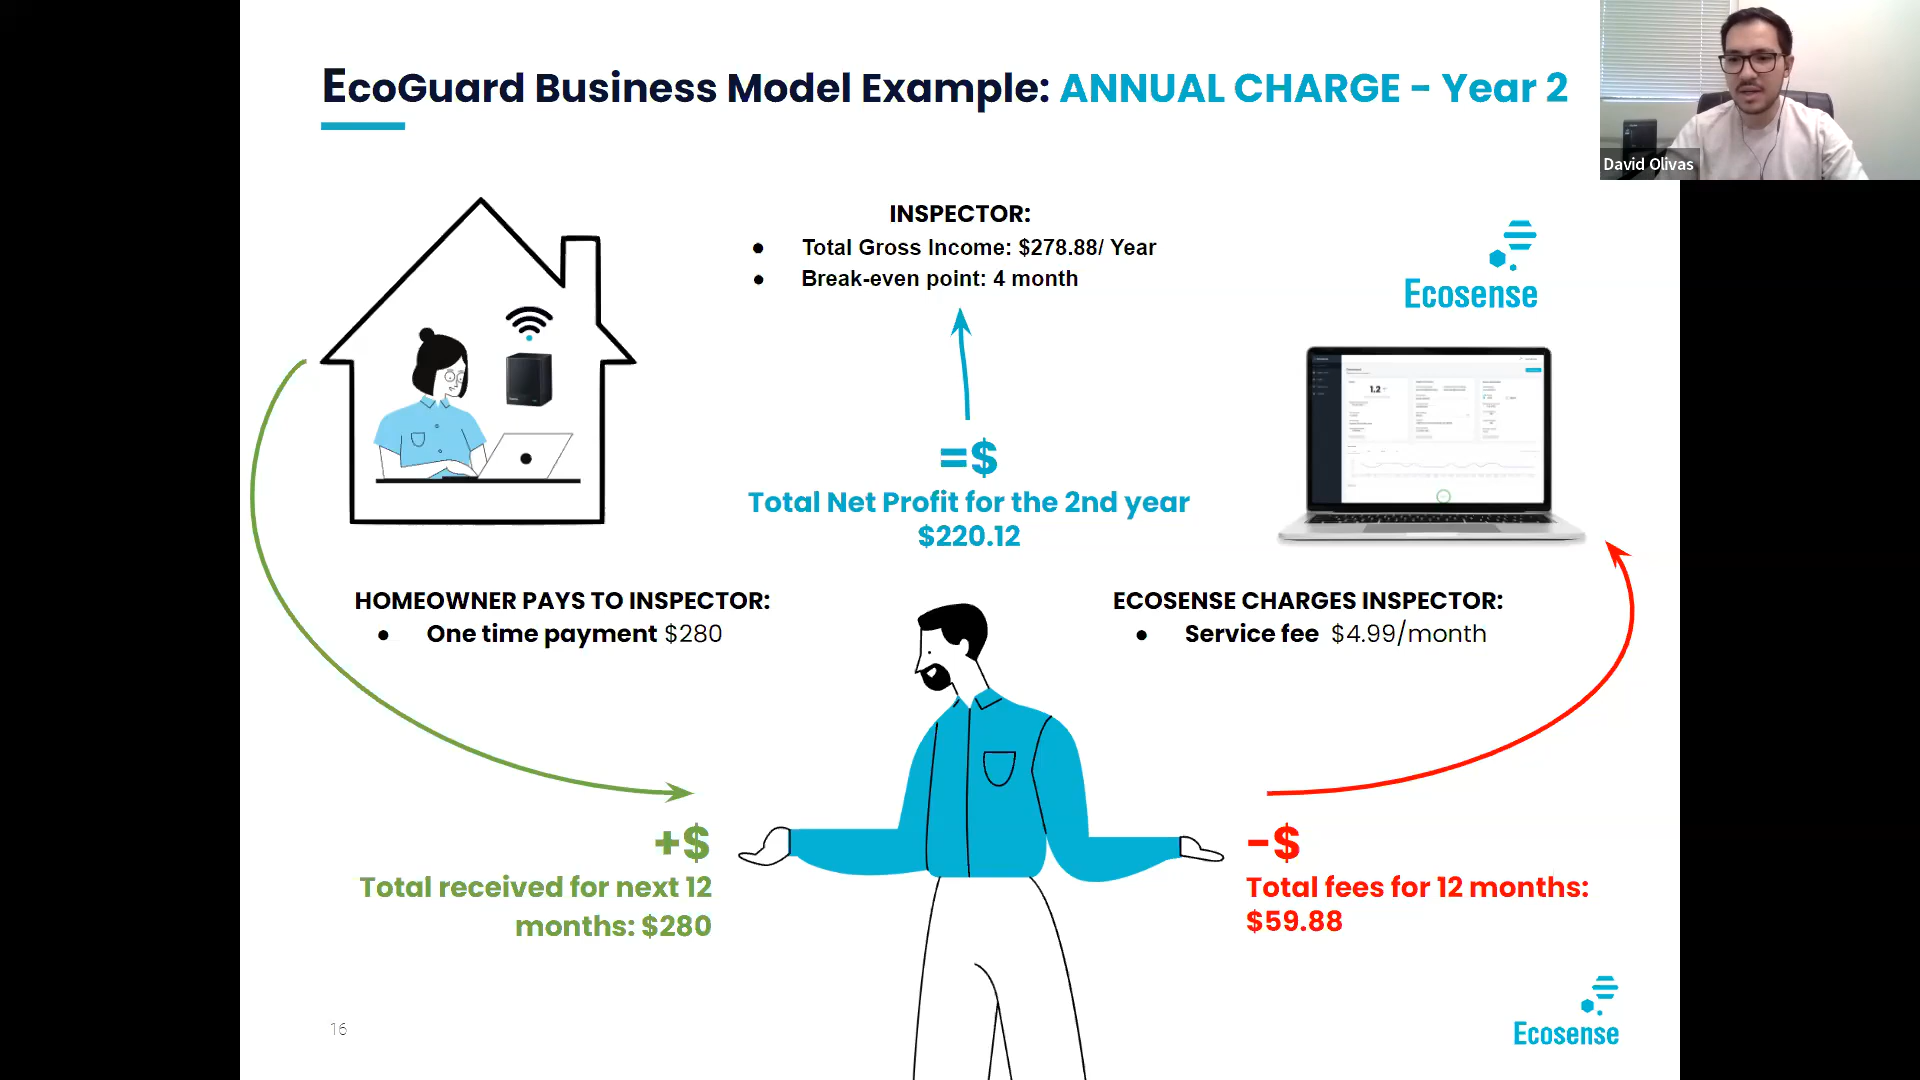 EcoGuard Business Model Example: ANNUAL CHARGE - Year 2
David Olivas
INSPECTOR:
● Total Gross Income: $278.88/ Year
● Break-even point: 4 month
Ecosense
1.2
=$
Total Net Profit for the 2nd year
$220.12
HOMEOWNER PAYS TO INSPECTOR:
● One time payment $280
ECOSENSE CHARGES INSPECTOR:
● Service fee $4.99/month
+$
Total received for next 12
months: $280
-$
Total fees for 12 months:
$59.88
16
Ecosense